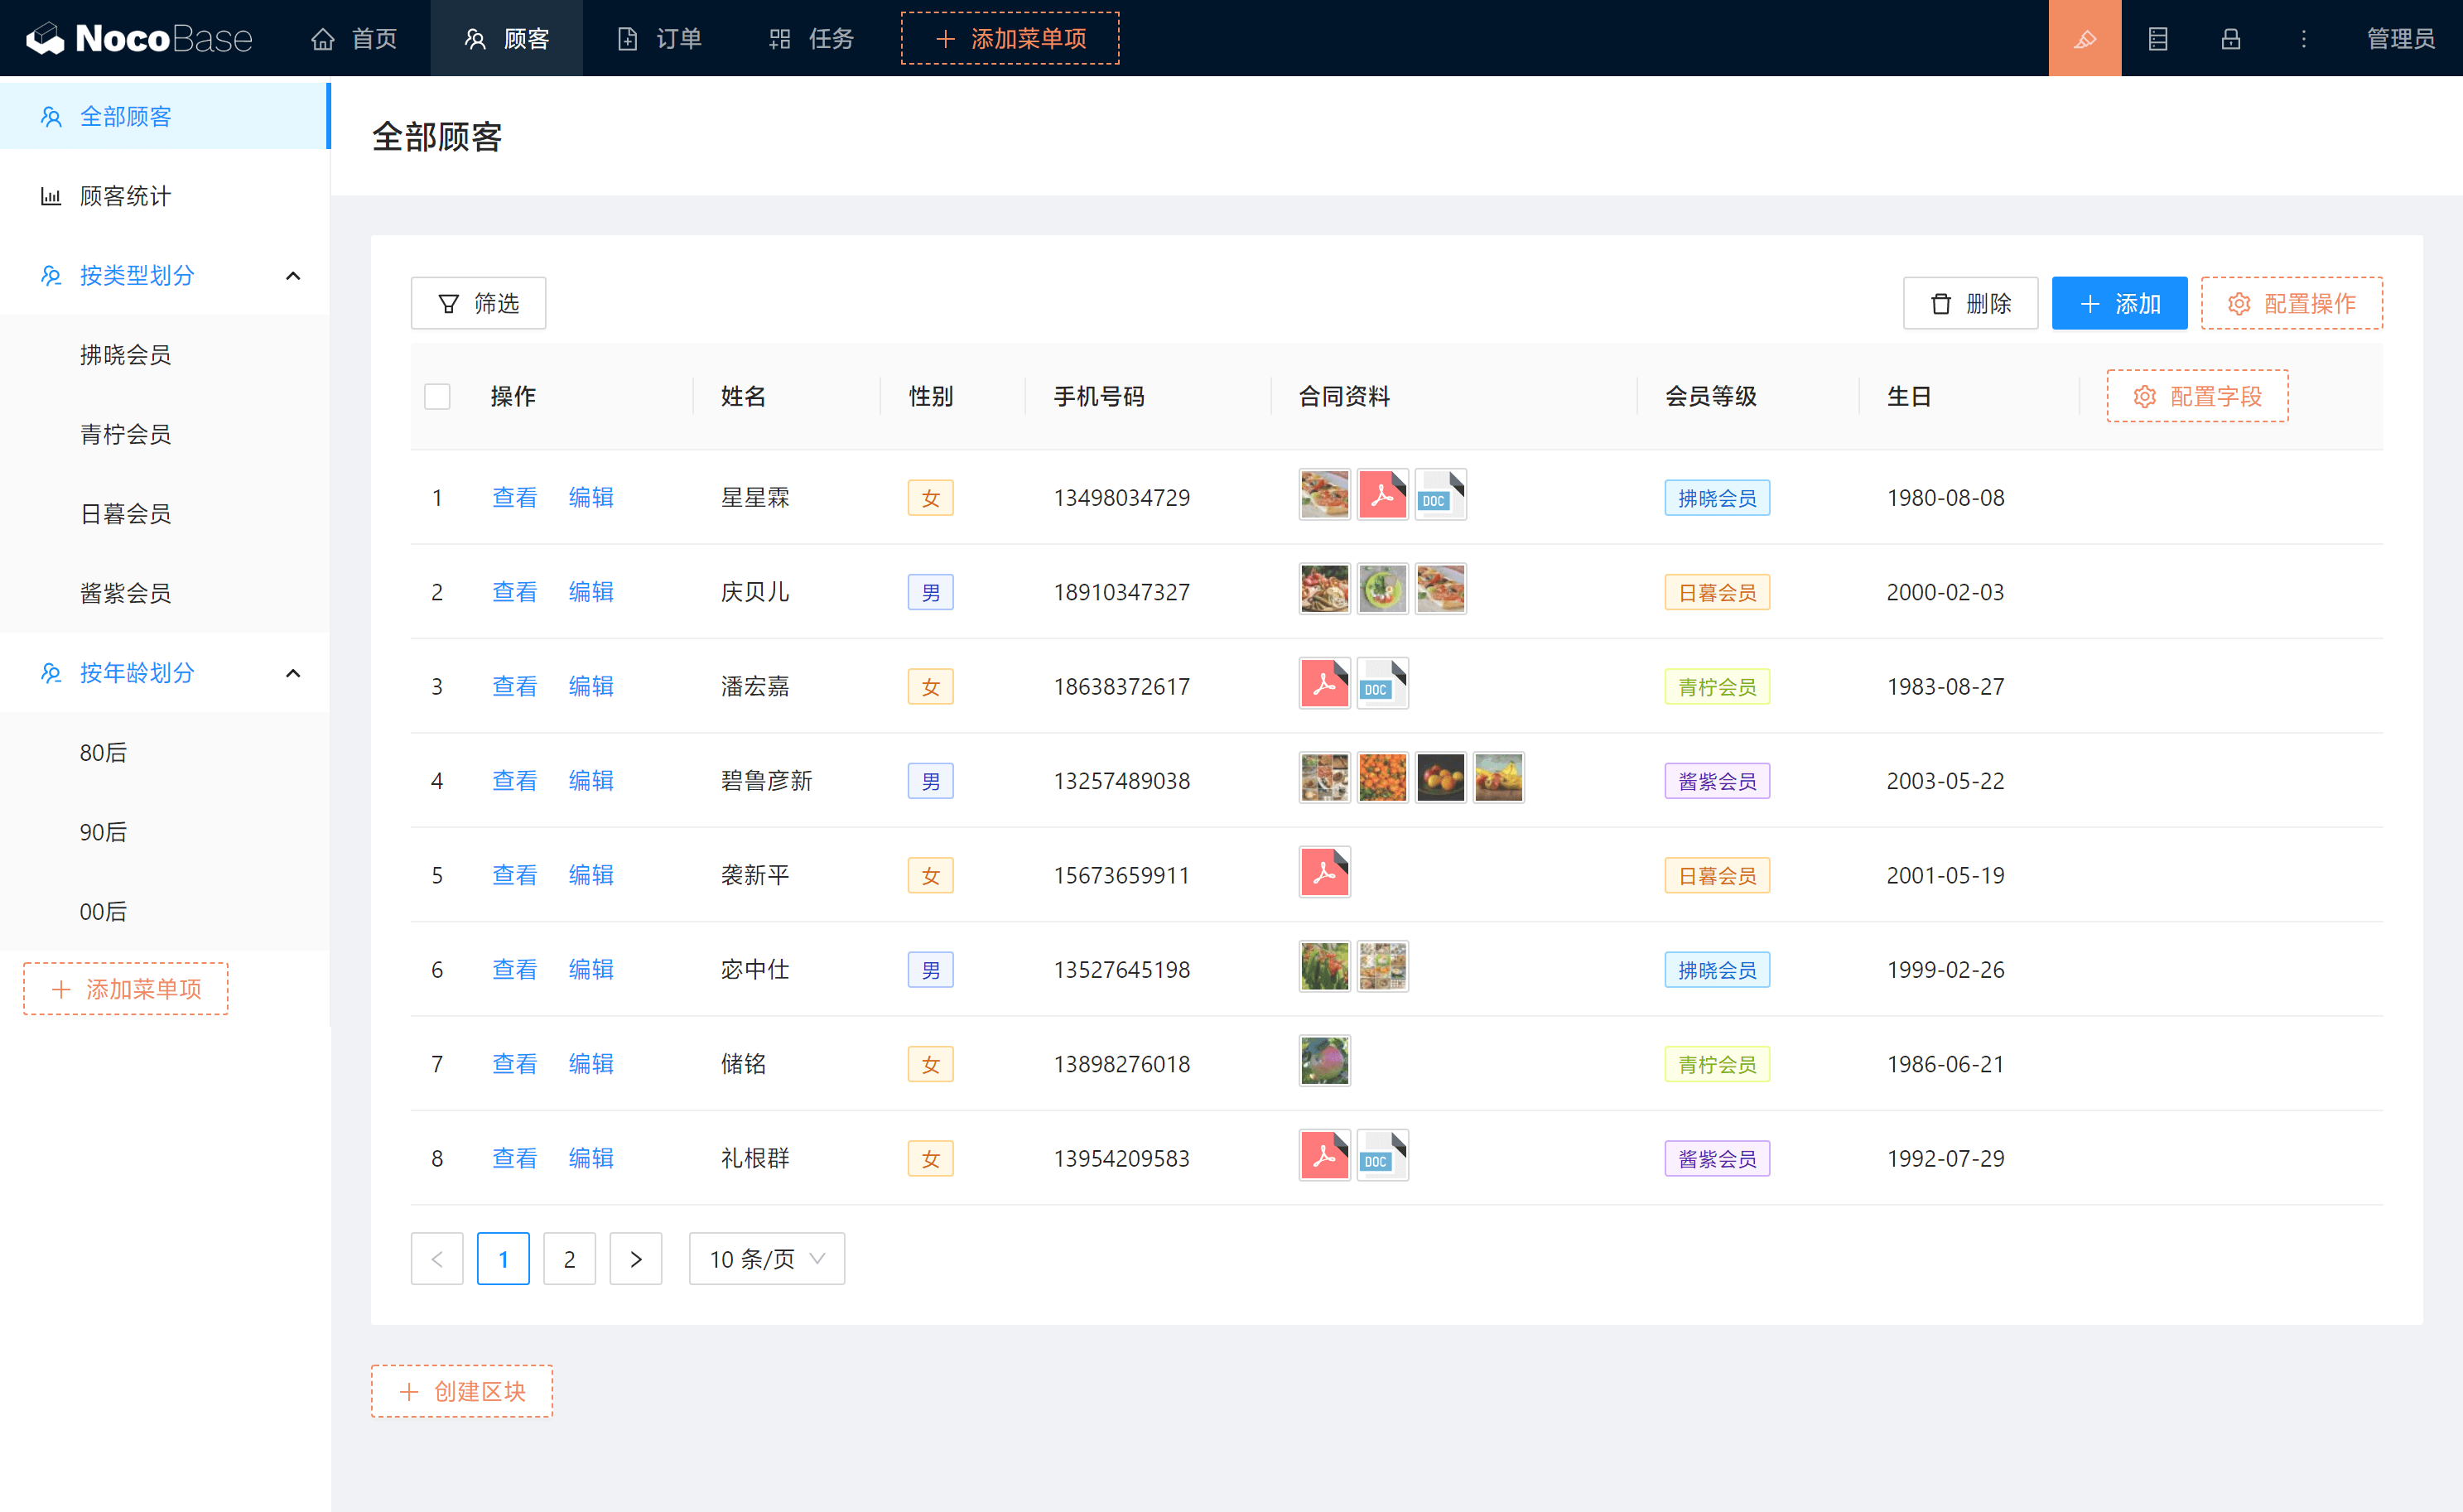 NocoBase 首页 顾客 订单 任务 添加菜单项 管理员
全部顾客
顾客统计
按类型划分
拂晓会员
青柠会员
日暮会员
酱紫会员
按年龄划分
80后
90后
00后
添加菜单项
全部顾客
筛选 删除 添加 配置操作
操作 姓名 性别 手机号码 合同资料 会员等级 生日 配置字段
1 查看 编辑 星星霖 女 13498034729 DOC 拂晓会员 1980-08-08
2 查看 编辑 庆贝儿 男 18910347327 日暮会员 2000-02-03
3 查看 编辑 潘宏嘉 女 18638372617 DOC 青柠会员 1983-08-27
4 查看 编辑 碧鲁彦新 男 13257489038 酱紫会员 2003-05-22
5 查看 编辑 袭新平 女 15673659911 日暮会员 2001-05-19
6 查看 编辑 宓中仕 男 13527645198 拂晓会员 1999-02-26
7 查看 编辑 储铭 女 13898276018 青柠会员 1986-06-21
8 查看 编辑 礼根群 女 13954209583 DOC 酱紫会员 1992-07-29
1 2 10 条/页
创建区块